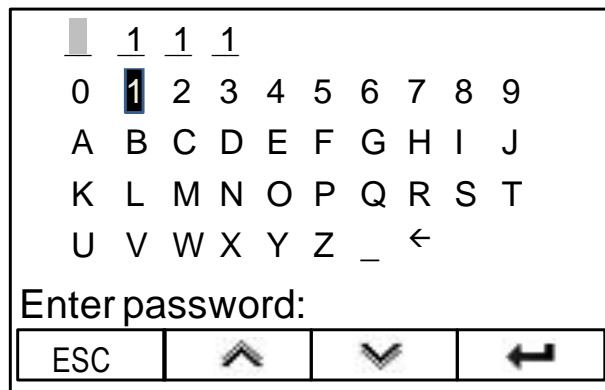 _ 1 1 1
0 1 2 3 4 5 6 7 8 9
A B C D E F G H I J
K L M N O P Q R S T
U V W X Y Z _ ←
Enter password:
ESC